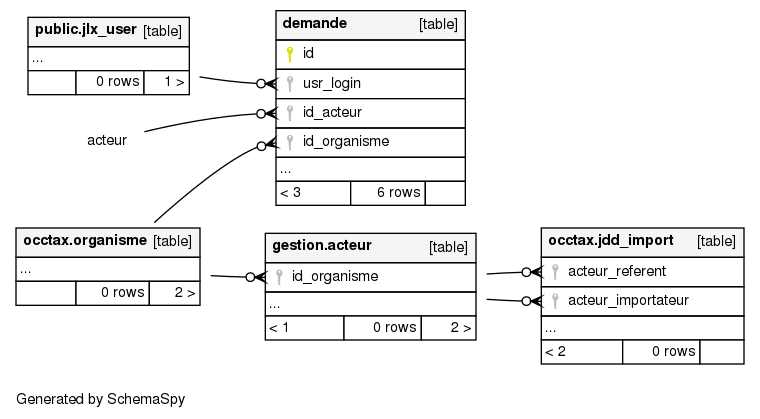 public.jlx_user [table]
...
0 rows 1 >
demande [table]
id
usr_login
id_acteur
id_organisme
...
< 3 6 rows
acteur
occtax.organisme [table]
...
0 rows 2 >
gestion.acteur [table]
id_organisme
...
< 1 0 rows 2 >
occtax.jdd_import [table]
acteur_referent
acteur_importateur
...
< 2 0 rows
Generated by SchemaSpy